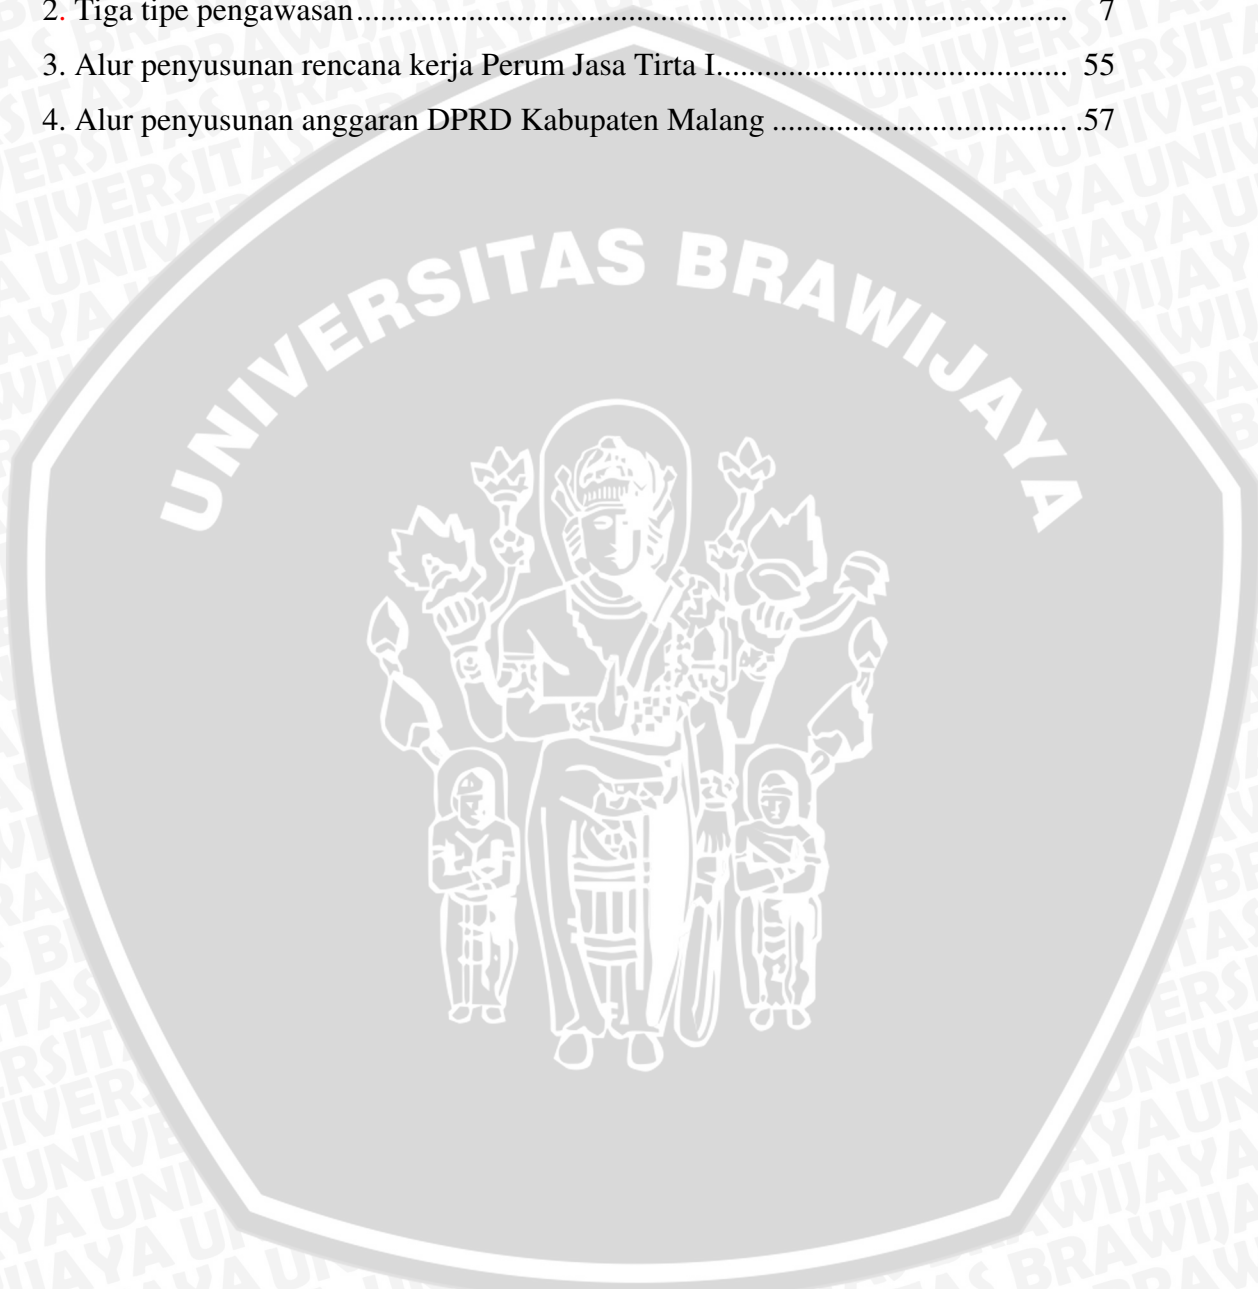 2. Tiga tipe pengawasan........................................................................................ 7
3. Alur penyusunan rencana kerja Perum Jasa Tirta I........................................... 55
4. Alur penyusunan anggaran DPRD Kabupaten Malang .................................... .57
UNIVERSITAS BRAWIJAYA